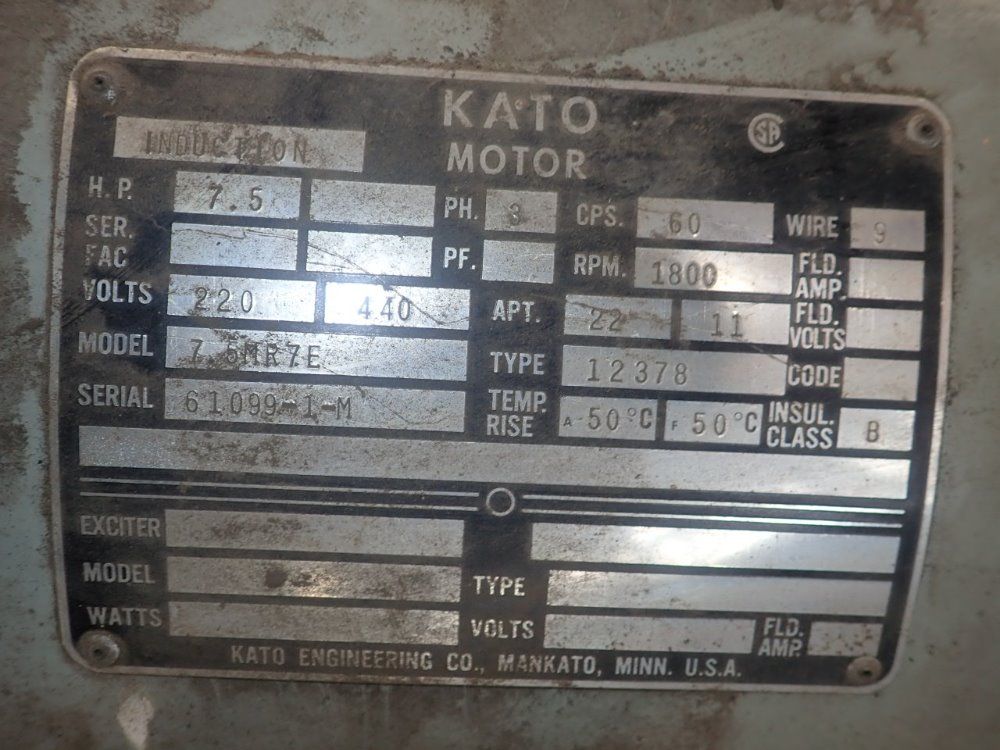 KATO
MOTOR
CSA
INDUCTION
H.P. 7.5 PH. 3 CPS. 60 WIRE 9
SER. FAC PF. RPM. 1800 FLD. AMP.
VOLTS 220 440 APT. 22 11 FLD. VOLTS
MODEL 7.5MR7E TYPE 12378 CODE
SERIAL 61099-1-M TEMP. RISE A 50°C F 50°C INSUL. CLASS B
EXCITER
MODEL TYPE
WATTS VOLTS FLD. AMP.
KATO ENGINEERING CO., MANKATO, MINN. U.S.A.